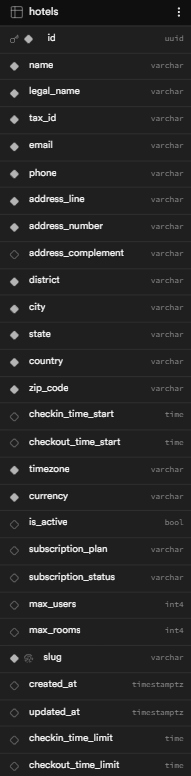 hotels
id uuid
name varchar
legal_name varchar
tax_id varchar
email varchar
phone varchar
address_line varchar
address_number varchar
address_complement varchar
district varchar
city varchar
state varchar
country varchar
zip_code varchar
checkin_time_start time
checkout_time_start time
timezone varchar
currency varchar
is_active bool
subscription_plan varchar
subscription_status varchar
max_users int4
max_rooms int4
slug varchar
created_at timestamptz
updated_at timestamptz
checkin_time_limit time
checkout_time_limit time